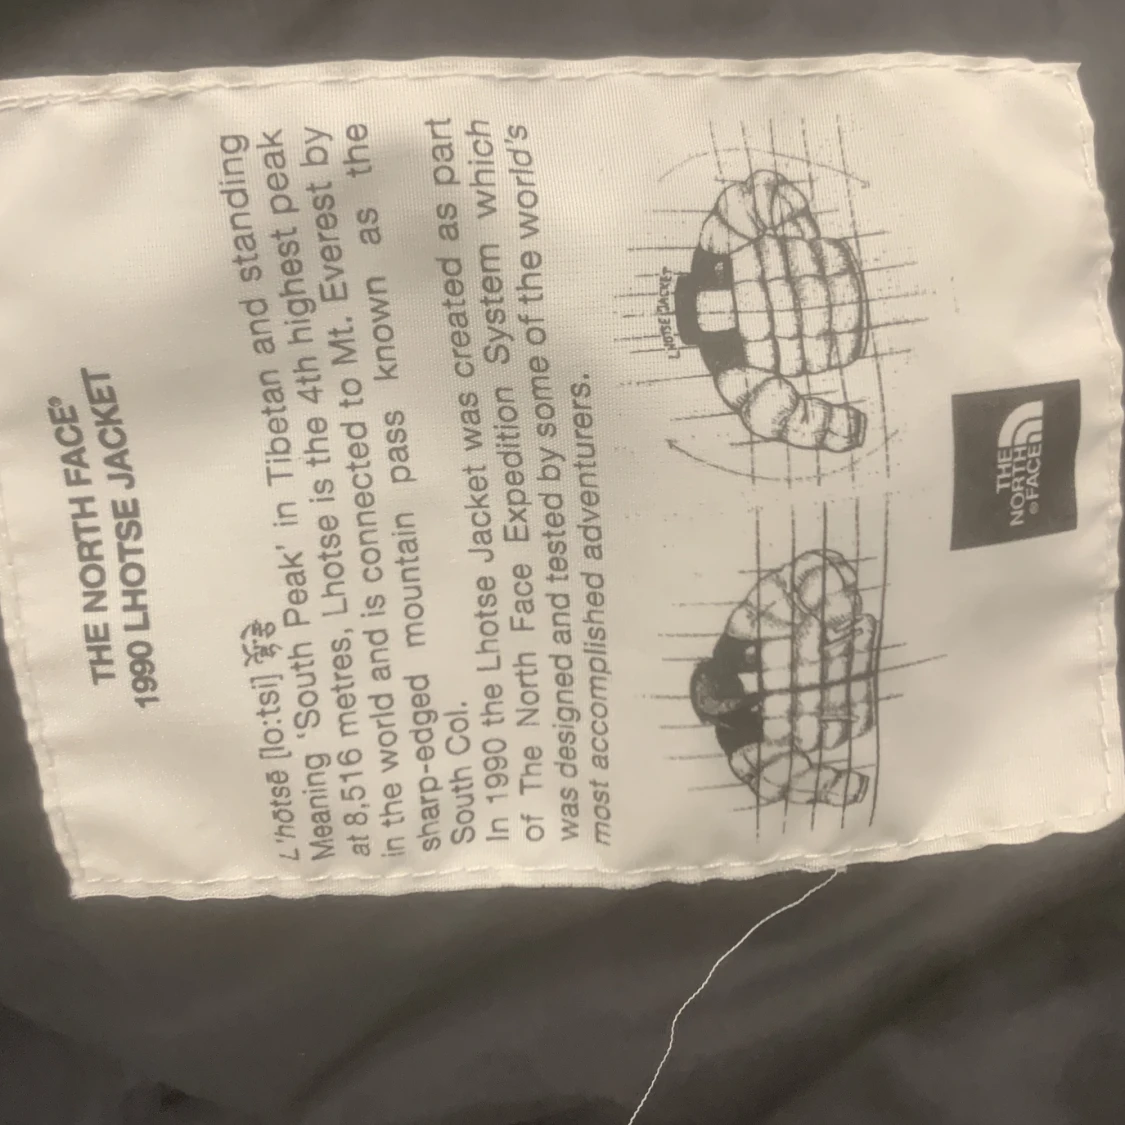 THE NORTH FACE®
1990 LHOTSE JACKET
L'hōtsē [lo:tsi]
Meaning 'South Peak' in Tibetan and standing
at 8,516 metres, Lhotse is the 4th highest peak
in the world and is connected to Mt. Everest by
sharp-edged mountain pass known as the
South Col.
In 1990 the Lhotse Jacket was created as part
of The North Face Expedition System which
was designed and tested by some of the world's
most accomplished adventurers.
LHOTSE JACKET
THE
NORTH
FACE